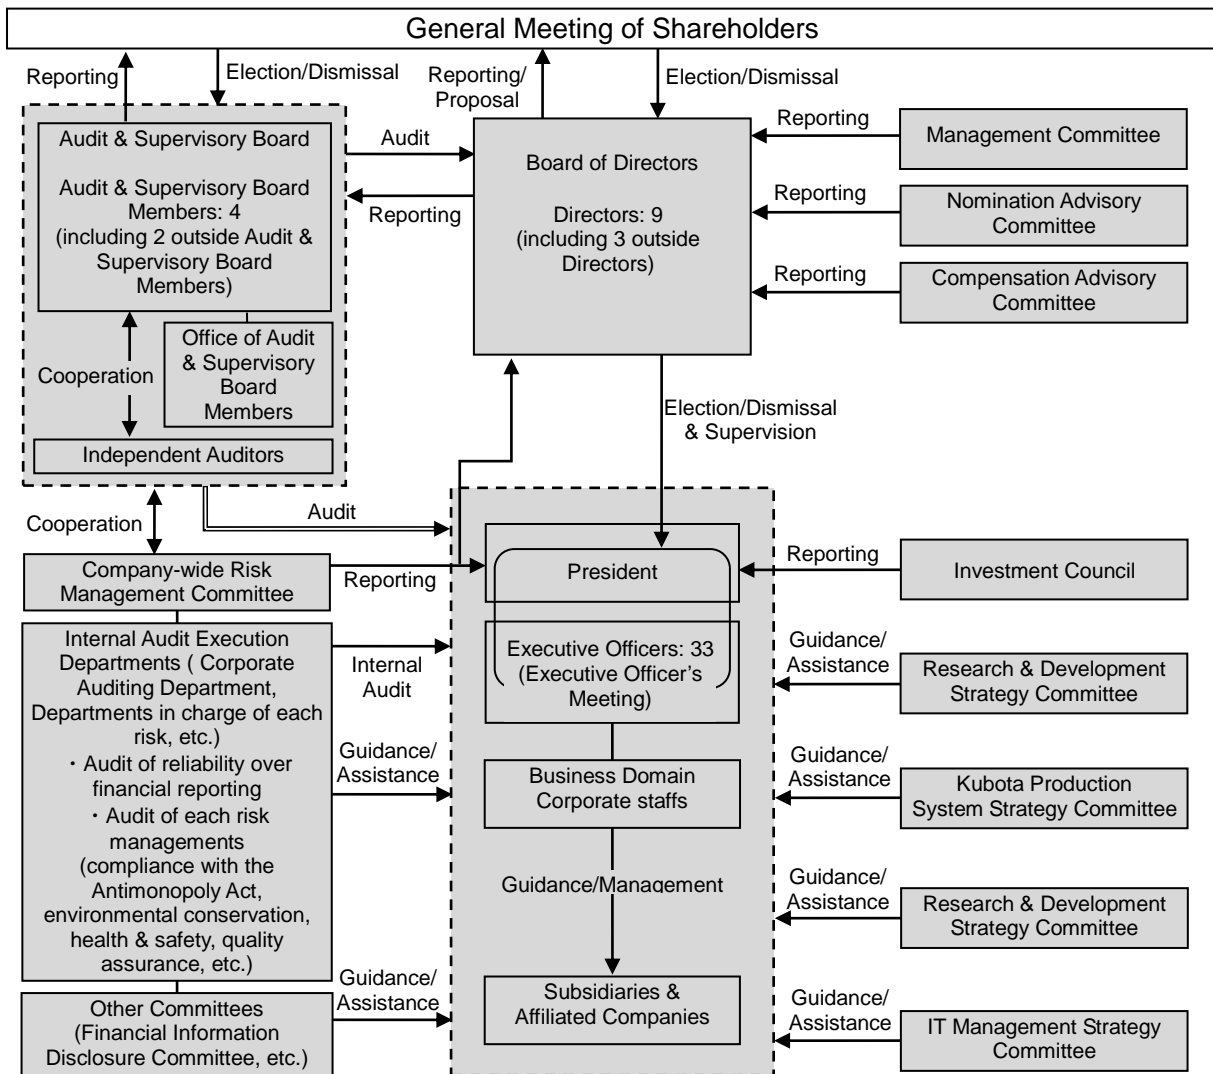 General Meeting of Shareholders
Reporting
Election/Dismissal
Reporting/
Proposal
Election/Dismissal
Audit & Supervisory Board
Audit & Supervisory Board
Members: 4
(including 2 outside Audit &
Supervisory Board
Members)
Audit
Reporting
Board of Directors
Directors: 9
(including 3 outside
Directors)
Reporting
Management Committee
Reporting
Nomination Advisory
Committee
Reporting
Compensation Advisory
Committee
Office of Audit
& Supervisory
Board
Members
Cooperation
Independent Auditors
Election/Dismissal
& Supervision
Cooperation
Audit
Company-wide Risk
Management Committee
Reporting
President
Reporting
Investment Council
Internal Audit Execution
Departments ( Corporate
Auditing Department,
Departments in charge of each
risk, etc.)
・Audit of reliability over
financial reporting
・Audit of each risk
managements
(compliance with the
Antimonopoly Act,
environmental conservation,
health & safety, quality
assurance, etc.)
Internal
Audit
Executive Officers: 33
(Executive Officer's
Meeting)
Guidance/
Assistance
Research & Development
Strategy Committee
Guidance/
Assistance
Business Domain
Corporate staffs
Guidance/
Assistance
Kubota Production
System Strategy Committee
Guidance/Management
Guidance/
Assistance
Research & Development
Strategy Committee
Other Committees
(Financial Information
Disclosure Committee, etc.)
Guidance/
Assistance
Subsidiaries &
Affiliated Companies
Guidance/
Assistance
IT Management Strategy
Committee